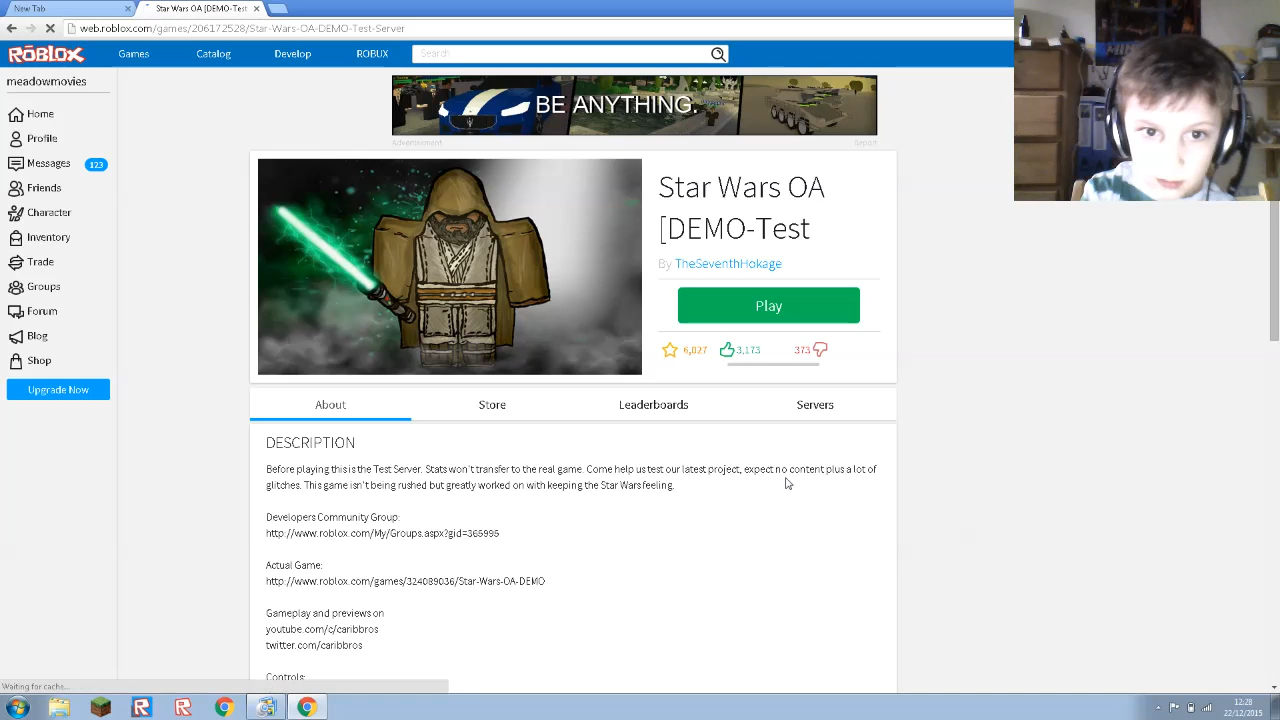 New Tab
Star Wars OA [DEMO-Test
web.roblox.com/games/206172528/Star-Wars-OA-DEMO-Test-Server
ROBLOX
Games
Catalog
Develop
ROBUX
Search
meadowmovies
BE ANYTHING.
Advertisement
Report
Home
Profile
Messages
123
Friends
Character
Inventory
Trade
Groups
Forum
Blog
Shop
Upgrade Now
Star Wars OA
[DEMO-Test
By TheSeventhHokage
Play
6,027
3,173
373
About
Store
Leaderboards
Servers
DESCRIPTION
Before playing this is the Test Server. Stats won't transfer to the real game. Come help us test our latest project, expect no content plus a lot of
glitches. This game isn't being rushed but greatly worked on with keeping the Star Wars feeling.
Developers Community Group:
http://www.roblox.com/My/Groups.aspx?gid=365995
Actual Game:
http://www.roblox.com/games/324089036/Star-Wars-OA-DEMO
Gameplay and previews on
youtube.com/c/caribbros
twitter.com/caribbros
Controls:
Waiting for cache...
12:28
22/12/2015